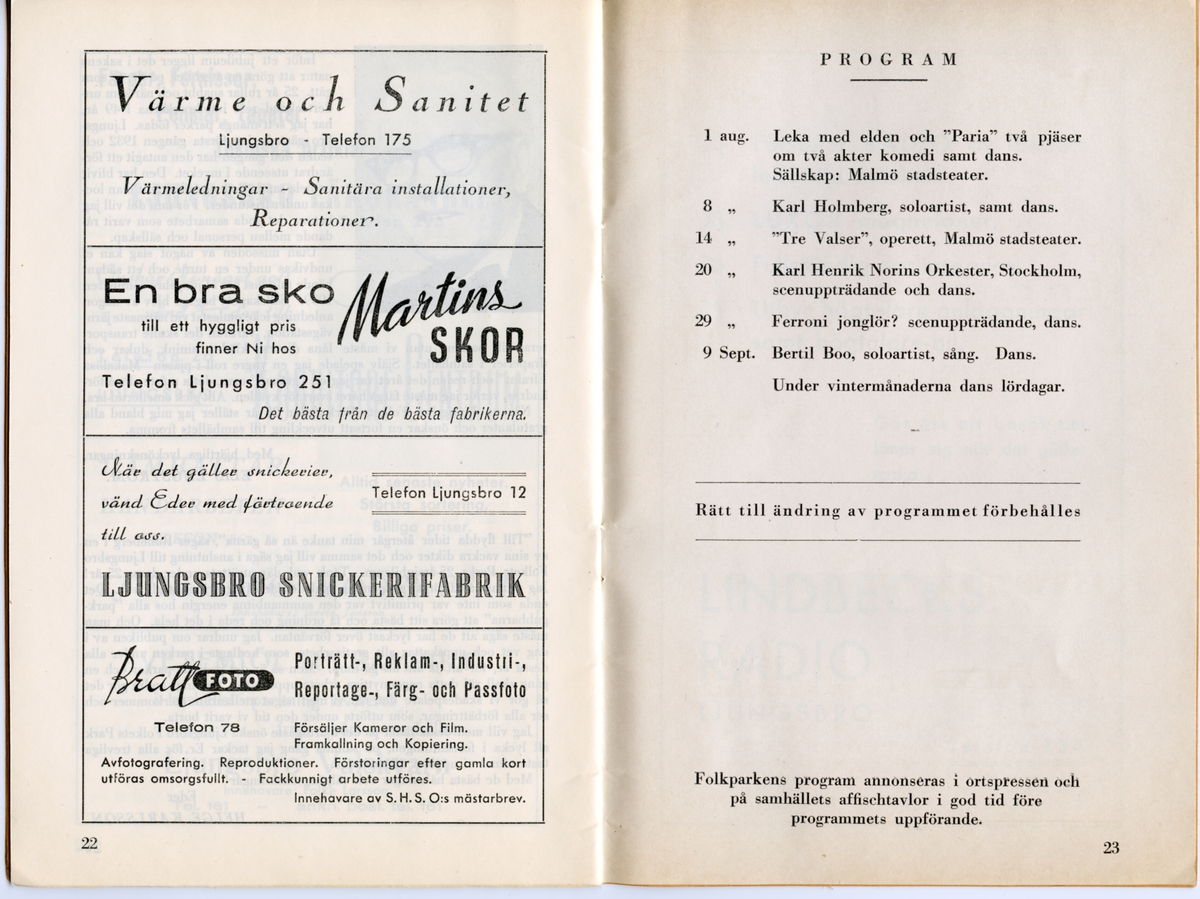 Värme och Sanitet
Ljungsbro - Telefon 175
Värmeledningar - Sanitära installationer,
Reparationer.
En bra sko
till ett hyggligt pris
finner Ni hos
Martins
SKOR
Telefon Ljungsbro 251
Det bästa från de bästa fabrikerna.
När det gäller snickerier,
vänd Eder med förtroende
till oss.
Telefon Ljungsbro 12
LJUNGSBRO SNICKERIFABRIK
Bratt FOTO
Porträtt-, Reklam-, Industri-,
Reportage-, Färg- och Passfoto
Telefon 78
Försäljer Kameror och Film.
Framkallning och Kopiering.
Avfotografering. Reproduktioner. Förstoringar efter gamla kort
utföras omsorgsfullt. - Fackkunnigt arbete utföres.
Innehavare av S.H.S.O:s mästarbrev.
22
PROGRAM
1 aug. Leka med elden och ”Paria” två pjäser
om två akter komedi samt dans.
Sällskap: Malmö stadsteater.
8 „ Karl Holmberg, soloartist, samt dans.
14 „ ”Tre Valser”, operett, Malmö stadsteater.
20 „ Karl Henrik Norins Orkester, Stockholm,
scenuppträdande och dans.
29 „ Ferroni jonglör? scenuppträdande, dans.
9 Sept. Bertil Boo, soloartist, sång. Dans.
Under vintermånaderna dans lördagar.
Rätt till ändring av programmet förbehålles
Folkparkens program annonseras i ortspressen och
på samhällets affischtavlor i god tid före
programmets uppförande.
23